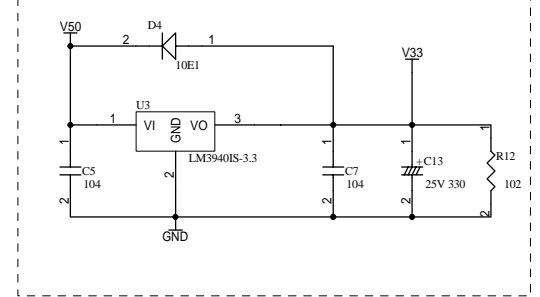 V50
D4
2 1
10E1
V33
U3
1 VI GND VO 3
LM3940IS-3.3
2
1
C5
104
2
1
C7
104
2
1
+C13
25V 330
2
1
R12
102
2
GND